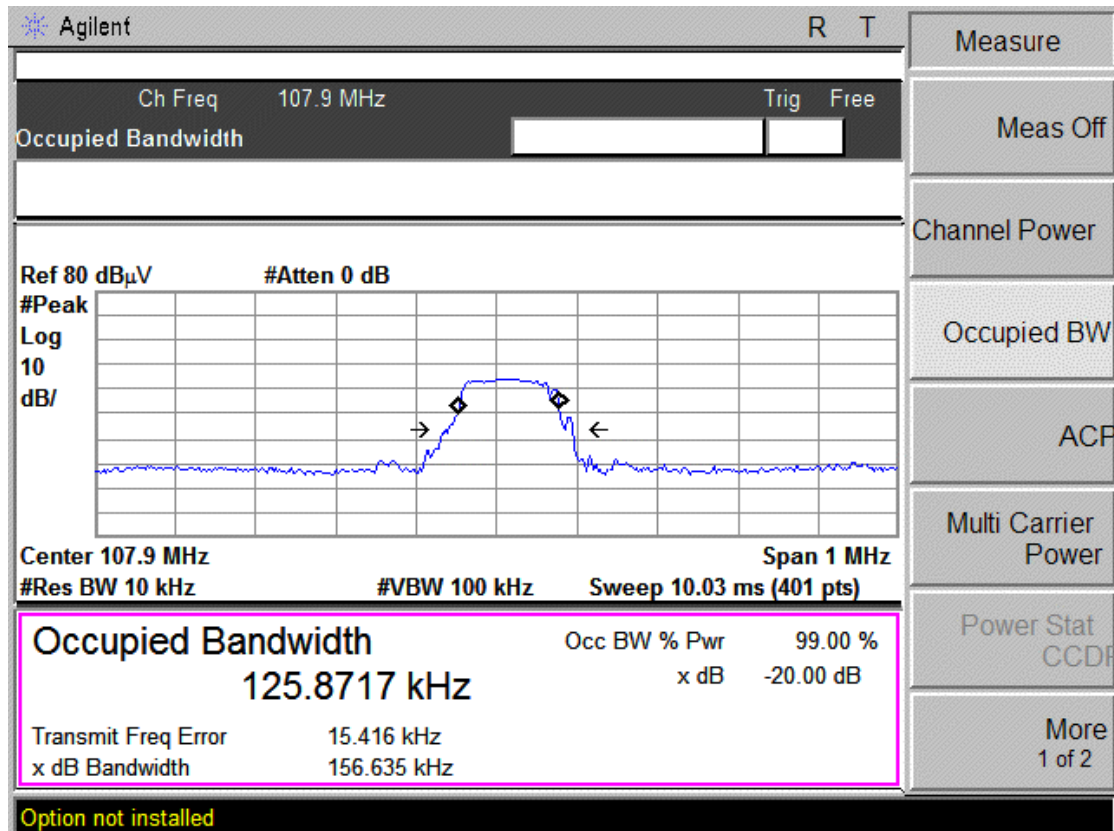 Agilent R T
Measure
Ch Freq 107.9 MHz Trig Free
Occupied Bandwidth
Meas Off
Channel Power
Ref 80 dBμV #Atten 0 dB
#Peak
Log
10
dB/
Occupied BW
ACP
Center 107.9 MHz Span 1 MHz
#Res BW 10 kHz #VBW 100 kHz Sweep 10.03 ms (401 pts)
Multi Carrier
Power
Occupied Bandwidth
125.8717 kHz
Occ BW % Pwr 99.00 %
x dB -20.00 dB
Transmit Freq Error 15.416 kHz
x dB Bandwidth 156.635 kHz
Power Stat
CCDF
More
1 of 2
Option not installed